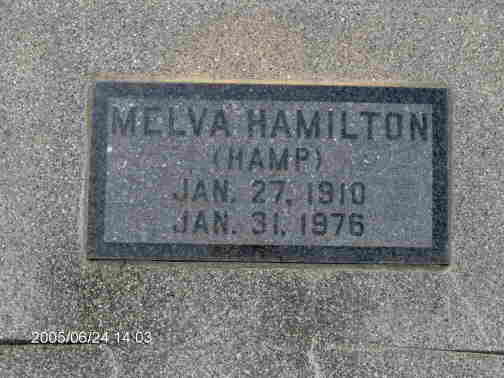 MELVA HAMILTON
(HAMP)
JAN. 27, 1910
JAN. 31, 1976
2005/06/24 14:03